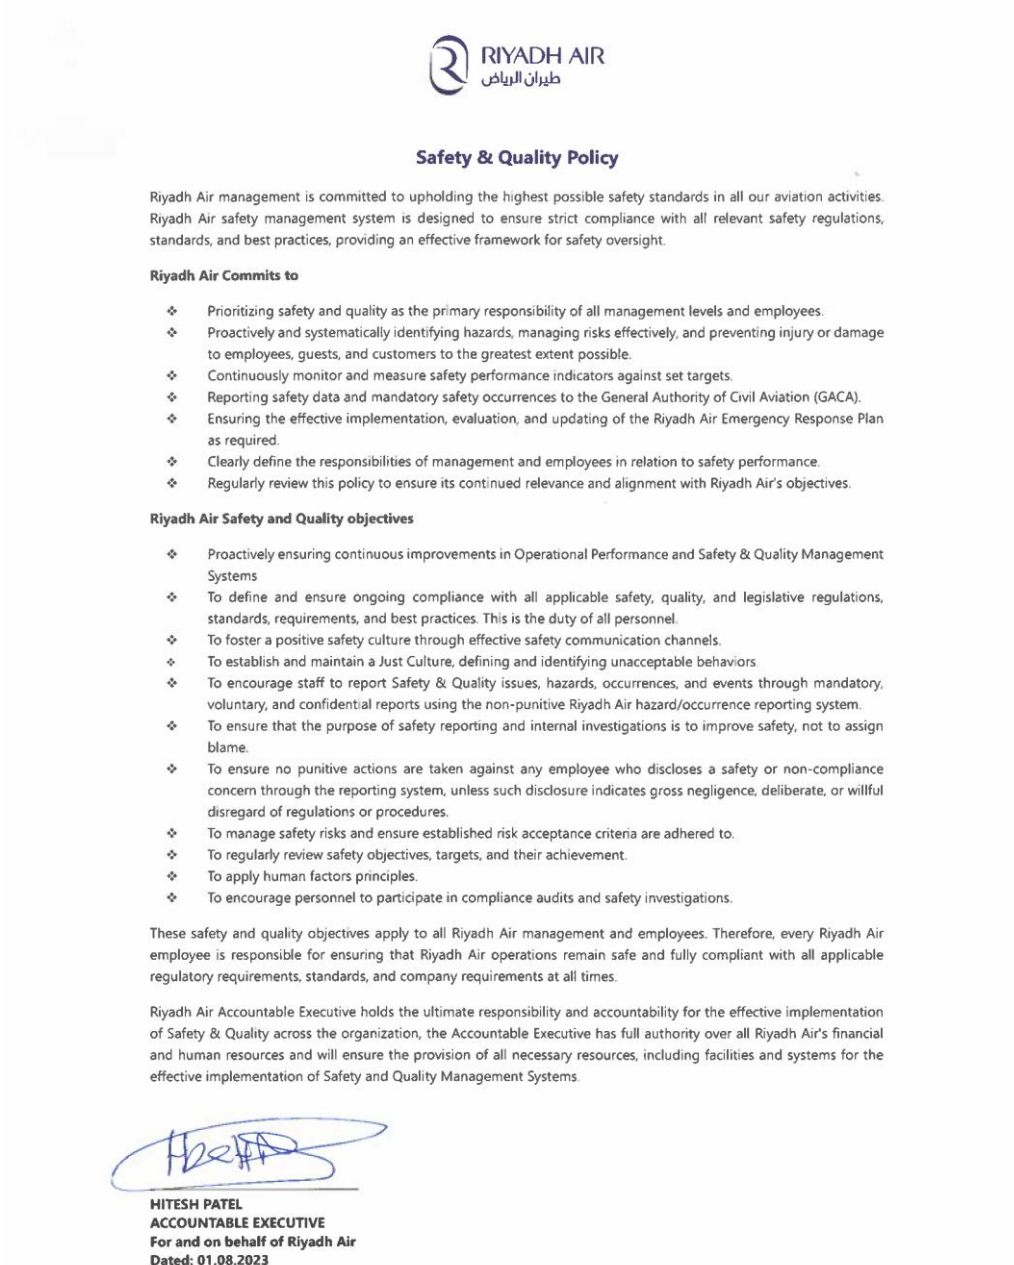 RIYADH AIR
طيران الرياض
Safety & Quality Policy
Riyadh Air management is committed to upholding the highest possible safety standards in all our aviation activities.
Riyadh Air safety management system is designed to ensure strict compliance with all relevant safety regulations,
standards, and best practices, providing an effective framework for safety oversight.
Riyadh Air Commits to
❖ Prioritizing safety and quality as the primary responsibility of all management levels and employees.
❖ Proactively and systematically identifying hazards, managing risks effectively, and preventing injury or damage
to employees, guests, and customers to the greatest extent possible.
❖ Continuously monitor and measure safety performance indicators against set targets.
❖ Reporting safety data and mandatory safety occurrences to the General Authority of Civil Aviation (GACA).
❖ Ensuring the effective implementation, evaluation, and updating of the Riyadh Air Emergency Response Plan
as required.
❖ Clearly define the responsibilities of management and employees in relation to safety performance.
❖ Regularly review this policy to ensure its continued relevance and alignment with Riyadh Air's objectives.
Riyadh Air Safety and Quality objectives
❖ Proactively ensuring continuous improvements in Operational Performance and Safety & Quality Management
Systems
❖ To define and ensure ongoing compliance with all applicable safety, quality, and legislative regulations,
standards, requirements, and best practices. This is the duty of all personnel.
❖ To foster a positive safety culture through effective safety communication channels.
❖ To establish and maintain a Just Culture, defining and identifying unacceptable behaviors
❖ To encourage staff to report Safety & Quality issues, hazards, occurrences, and events through mandatory,
voluntary, and confidential reports using the non-punitive Riyadh Air hazard/occurrence reporting system.
❖ To ensure that the purpose of safety reporting and internal investigations is to improve safety, not to assign
blame.
❖ To ensure no punitive actions are taken against any employee who discloses a safety or non-compliance
concern through the reporting system, unless such disclosure indicates gross negligence, deliberate, or willful
disregard of regulations or procedures.
❖ To manage safety risks and ensure established risk acceptance criteria are adhered to.
❖ To regularly review safety objectives, targets, and their achievement.
❖ To apply human factors principles.
❖ To encourage personnel to participate in compliance audits and safety investigations.
These safety and quality objectives apply to all Riyadh Air management and employees. Therefore, every Riyadh Air
employee is responsible for ensuring that Riyadh Air operations remain safe and fully compliant with all applicable
regulatory requirements, standards, and company requirements at all times.
Riyadh Air Accountable Executive holds the ultimate responsibility and accountability for the effective implementation
of Safety & Quality across the organization, the Accountable Executive has full authority over all Riyadh Air's financial
and human resources and will ensure the provision of all necessary resources, including facilities and systems for the
effective implementation of Safety and Quality Management Systems.
HITESH PATEL
ACCOUNTABLE EXECUTIVE
For and on behalf of Riyadh Air
Dated: 01.08.2023